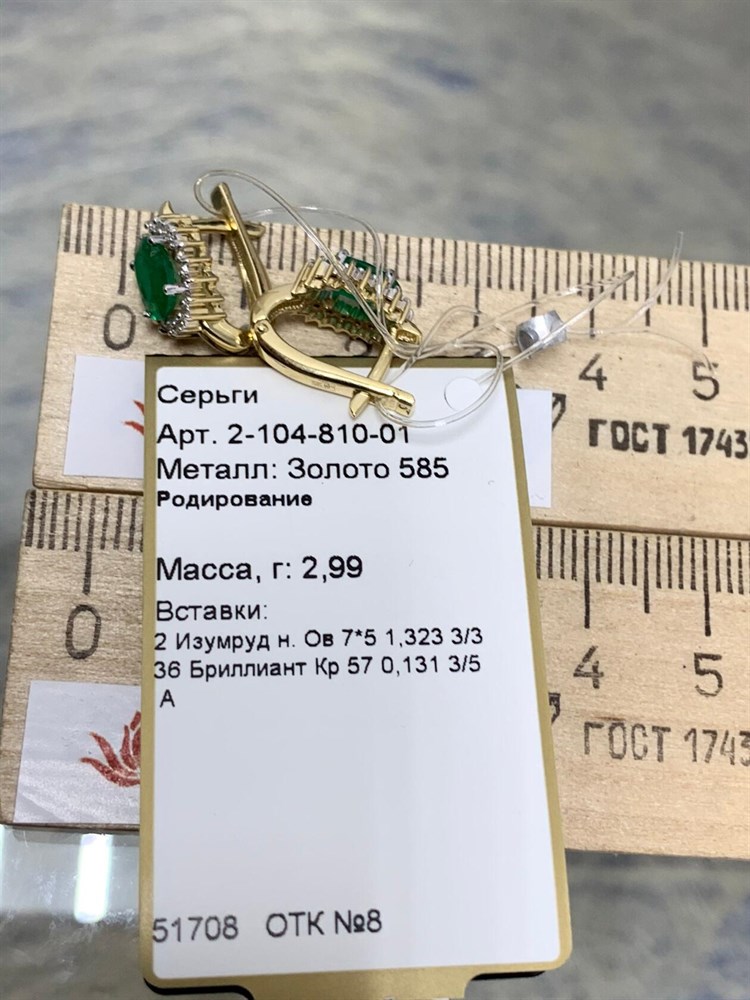 0
4 5
ГОСТ 1743
Серьги
Арт. 2-104-810-01
Металл: Золото 585
Родирование
Масса, г: 2,99
Вставки:
2 Изумруд н. Ов 7*5 1,323 3/3
36 Бриллиант Кр 57 0,131 3/5
А
51708 ОТК №8
0
4 5
ГОСТ 1743